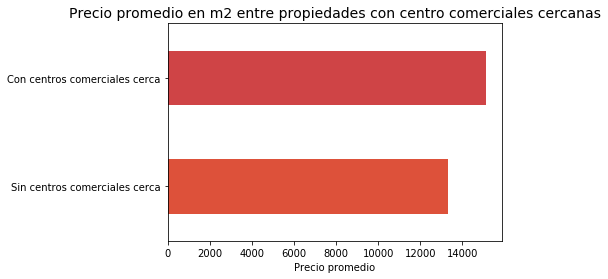 Precio promedio en m2 entre propiedades con centro comerciales cercanas
Con centros comerciales cerca
Sin centros comerciales cerca
0 2000 4000 6000 8000 10000 12000 14000
Precio promedio